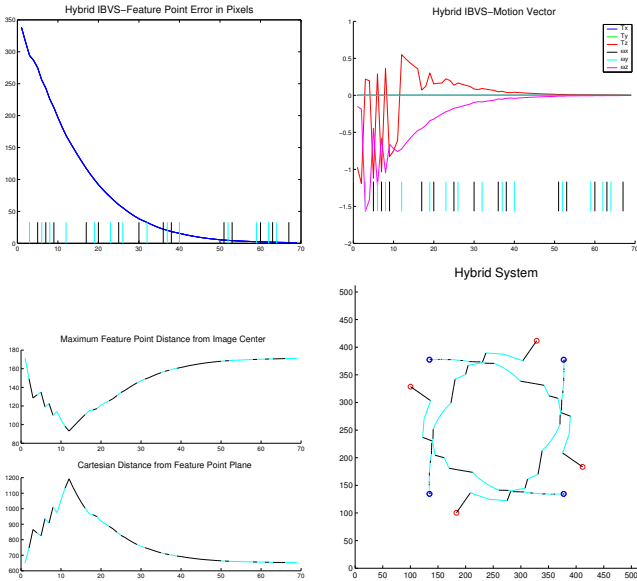 Hybrid IBVS−Feature Point Error in Pixels
350
300
250
200
150
100
50
0
0 10 20 30 40 50 60 70
Hybrid IBVS−Motion Vector
1
0.5
0
−0.5
−1
−1.5
−2
0 10 20 30 40 50 60 70
Tx
Ty
Tz
ωx
ωy
ωz
Maximum Feature Point Distance from Image Center
180
160
140
120
100
80
0 10 20 30 40 50 60 70
Cartesian Distance from Feature Point Plane
1200
1100
1000
900
800
700
600
0 10 20 30 40 50 60 70
Hybrid System
500
450
400
350
300
250
200
150
100
50
0
0 50 100 150 200 250 300 350 400 450 500